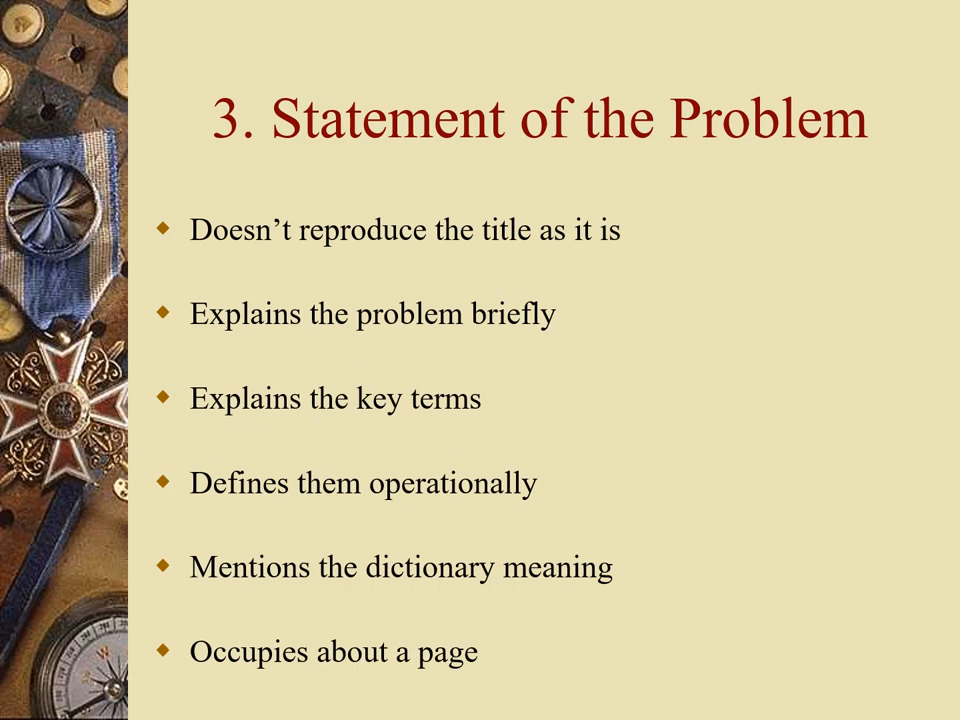 3. Statement of the Problem
Doesn’t reproduce the title as it is
Explains the problem briefly
Explains the key terms
Defines them operationally
Mentions the dictionary meaning
Occupies about a page